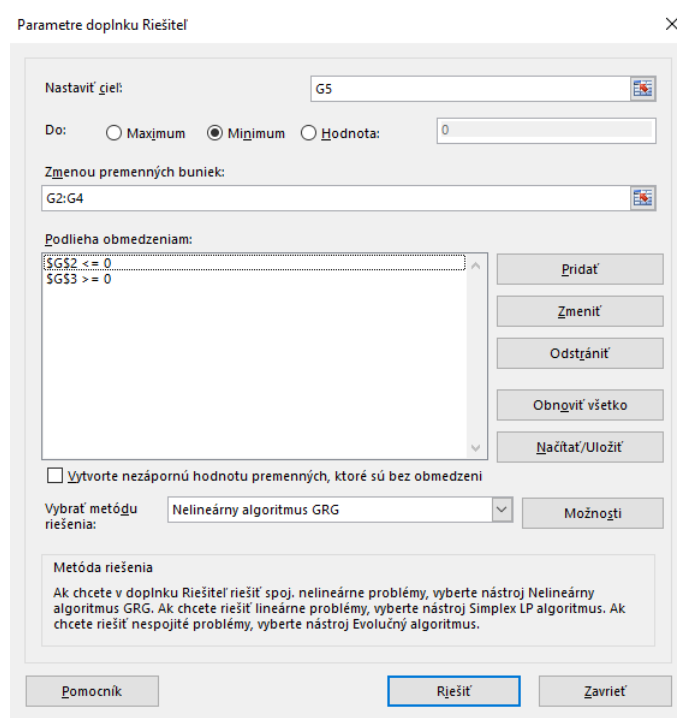 Parametre doplnku Riešiteľ
Nastaviť cieľ:
G5
Do:
Maximum
Minimum
Hodnota:
0
Zmenou premenných buniek:
G2:G4
Podlieha obmedzeniam:
$G$2 <= 0
$G$3 >= 0
Pridať
Zmeniť
Odstrániť
Obnoviť všetko
Načítať/Uložiť
Vytvorte nezápornú hodnotu premenných, ktoré sú bez obmedzeni
Vybrať metódu
riešenia:
Nelineárny algoritmus GRG
Možnosti
Metóda riešenia
Ak chcete v doplnku Riešiteľ riešiť spoj. nelineárne problémy, vyberte nástroj Nelineárny
algoritmus GRG. Ak chcete riešiť lineárne problémy, vyberte nástroj Simplex LP algoritmus. Ak
chcete riešiť nespojité problémy, vyberte nástroj Evolučný algoritmus.
Pomocník
Riešiť
Zavrieť